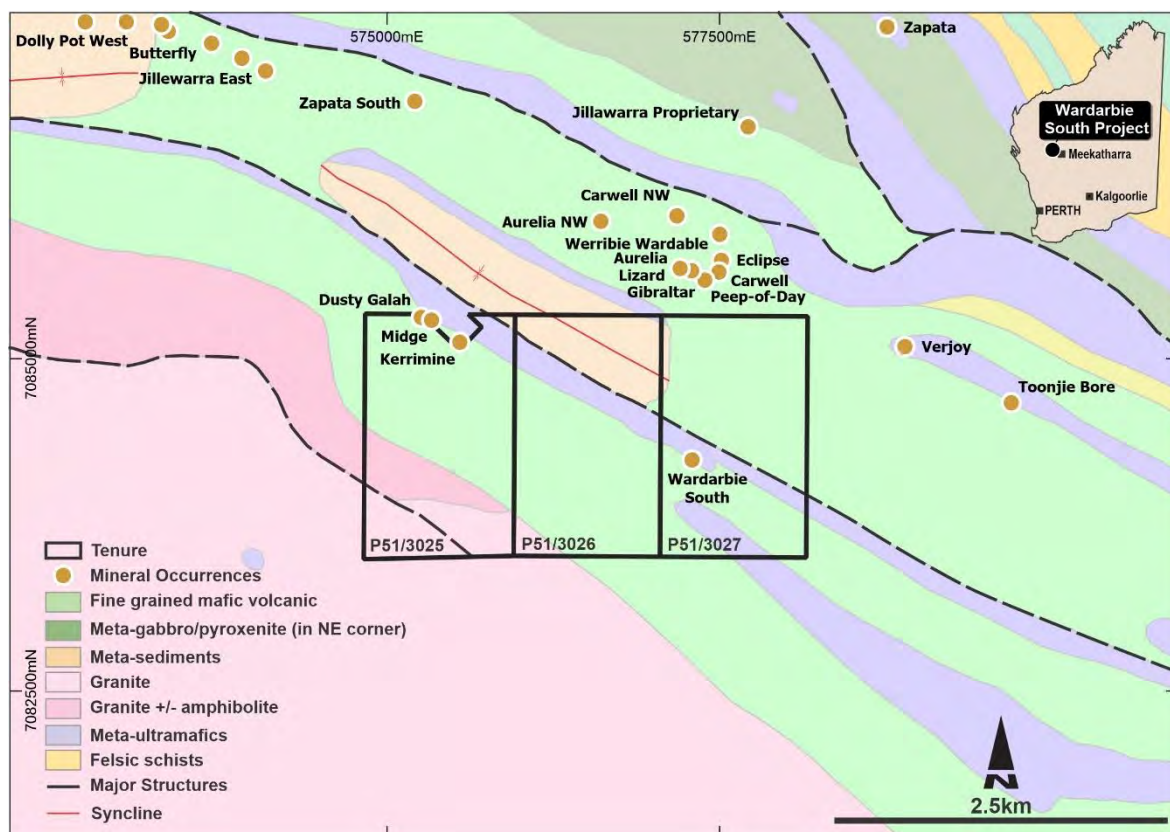 575000mE
577500mE
Dolly Pot West
Butterfly
Jillewarra East
Zapata South
Zapata
Jillawarra Proprietary
Wardarbie
South Project
Meekatharra
Kalgoorlie
PERTH
Carwell NW
Aurelia NW
Werribie Wardable
Aurelia
Eclipse
Lizard
Carwell
Gibraltar
Peep-of-Day
Dusty Galah
Midge
Kerrimine
7085000mN
Verjoy
Toonjie Bore
Wardarbie
South
P51/3025
P51/3026
P51/3027
7082500mN
Tenure
Mineral Occurrences
Fine grained mafic volcanic
Meta-gabbro/pyroxenite (in NE corner)
Meta-sediments
Granite
Granite +/- amphibolite
Meta-ultramafics
Felsic schists
Major Structures
Syncline
N
2.5km